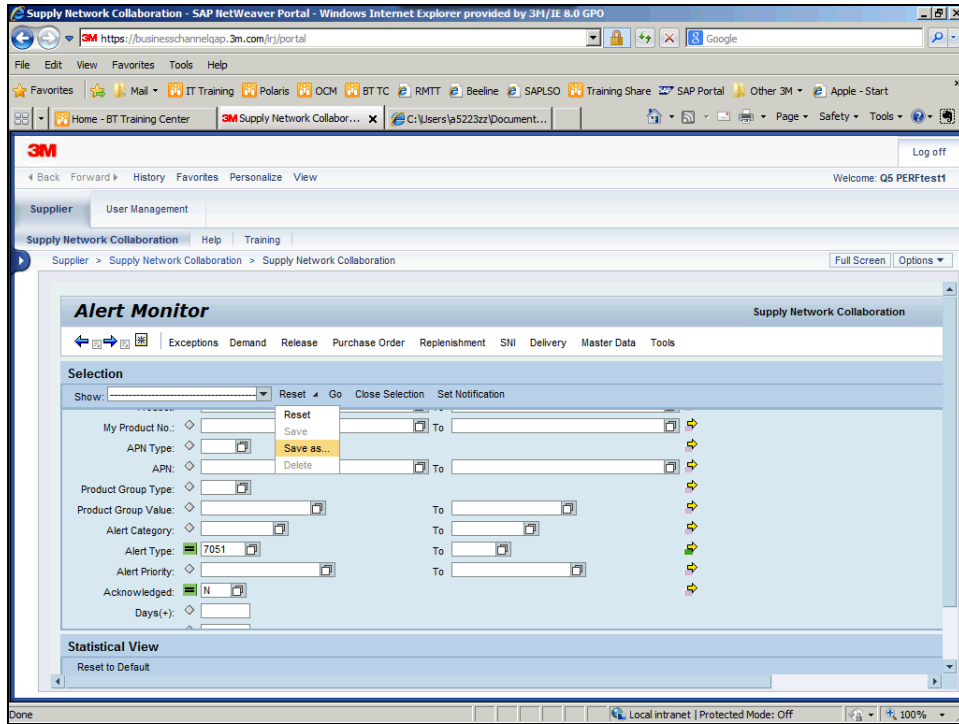 Supply Network Collaboration - SAP NetWeaver Portal - Windows Internet Explorer provided by 3M/IE 8.0 GPO
3M https://businesschannelqap.3m.com/irj/portal
Google
File Edit View Favorites Tools Help
Favorites Mail IT Training Polaris OCM BT TC RMTT Beeline SAPLSO Training Share SAP Portal Other 3M Apple - Start
Home - BT Training Center 3M Supply Network Collabor... X C:\Users\a5223zz\Document... Page Safety Tools
3M Log off
Back Forward History Favorites Personalize View Welcome: Q5 PERFtest1
Supplier User Management
Supply Network Collaboration Help Training
Supplier > Supply Network Collaboration > Supply Network Collaboration Full Screen Options
Alert Monitor Supply Network Collaboration
Exceptions Demand Release Purchase Order Replenishment SNI Delivery Master Data Tools
Selection
Show: Reset Go Close Selection Set Notification
Reset
Save
Save as...
Delete
My Product No.: To
APN Type:
APN: To
Product Group Type:
Product Group Value: To
Alert Category: To
Alert Type: 7051 To
Alert Priority: To
Acknowledged: N
Days(+):
Statistical View
Reset to Default
Done Local intranet | Protected Mode: Off 100%